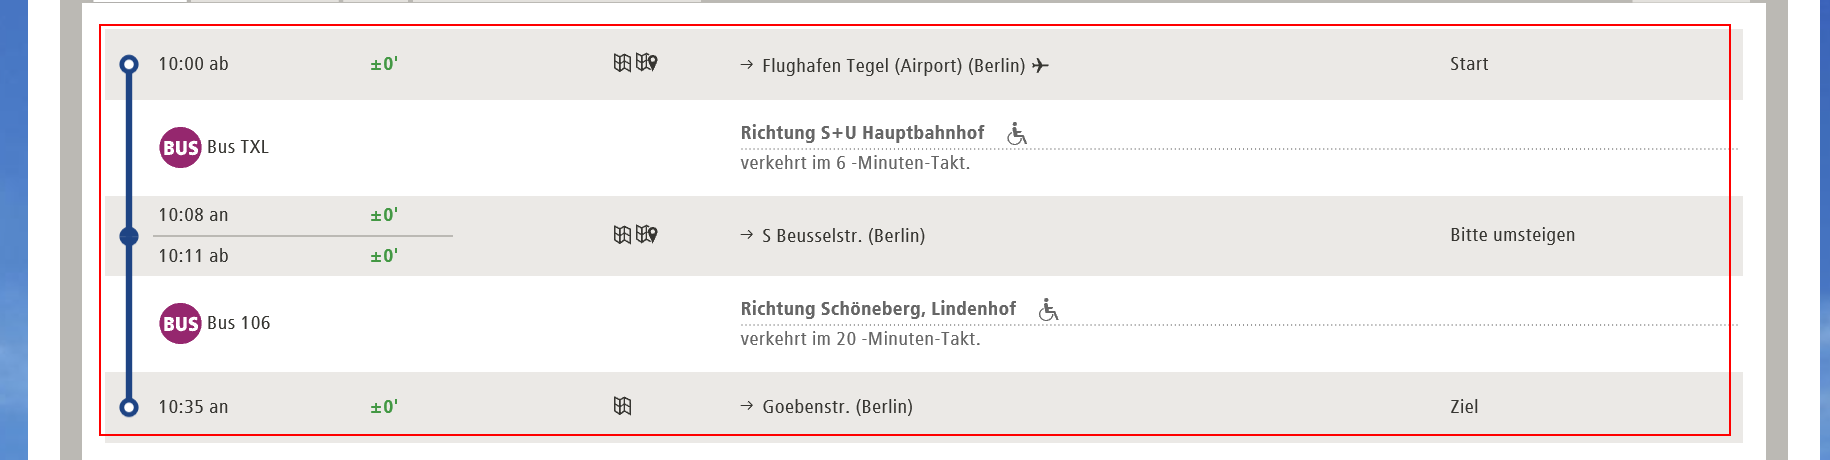 10:00 ab ±0' → Flughafen Tegel (Airport) (Berlin) Start
BUS Bus TXL Richtung S+U Hauptbahnhof
verkehrt im 6 -Minuten-Takt.
10:08 an ±0'
→ S Beusselstr. (Berlin) Bitte umsteigen
10:11 ab ±0'
BUS Bus 106 Richtung Schöneberg, Lindenhof
verkehrt im 20 -Minuten-Takt.
10:35 an ±0' → Goebenstr. (Berlin) Ziel